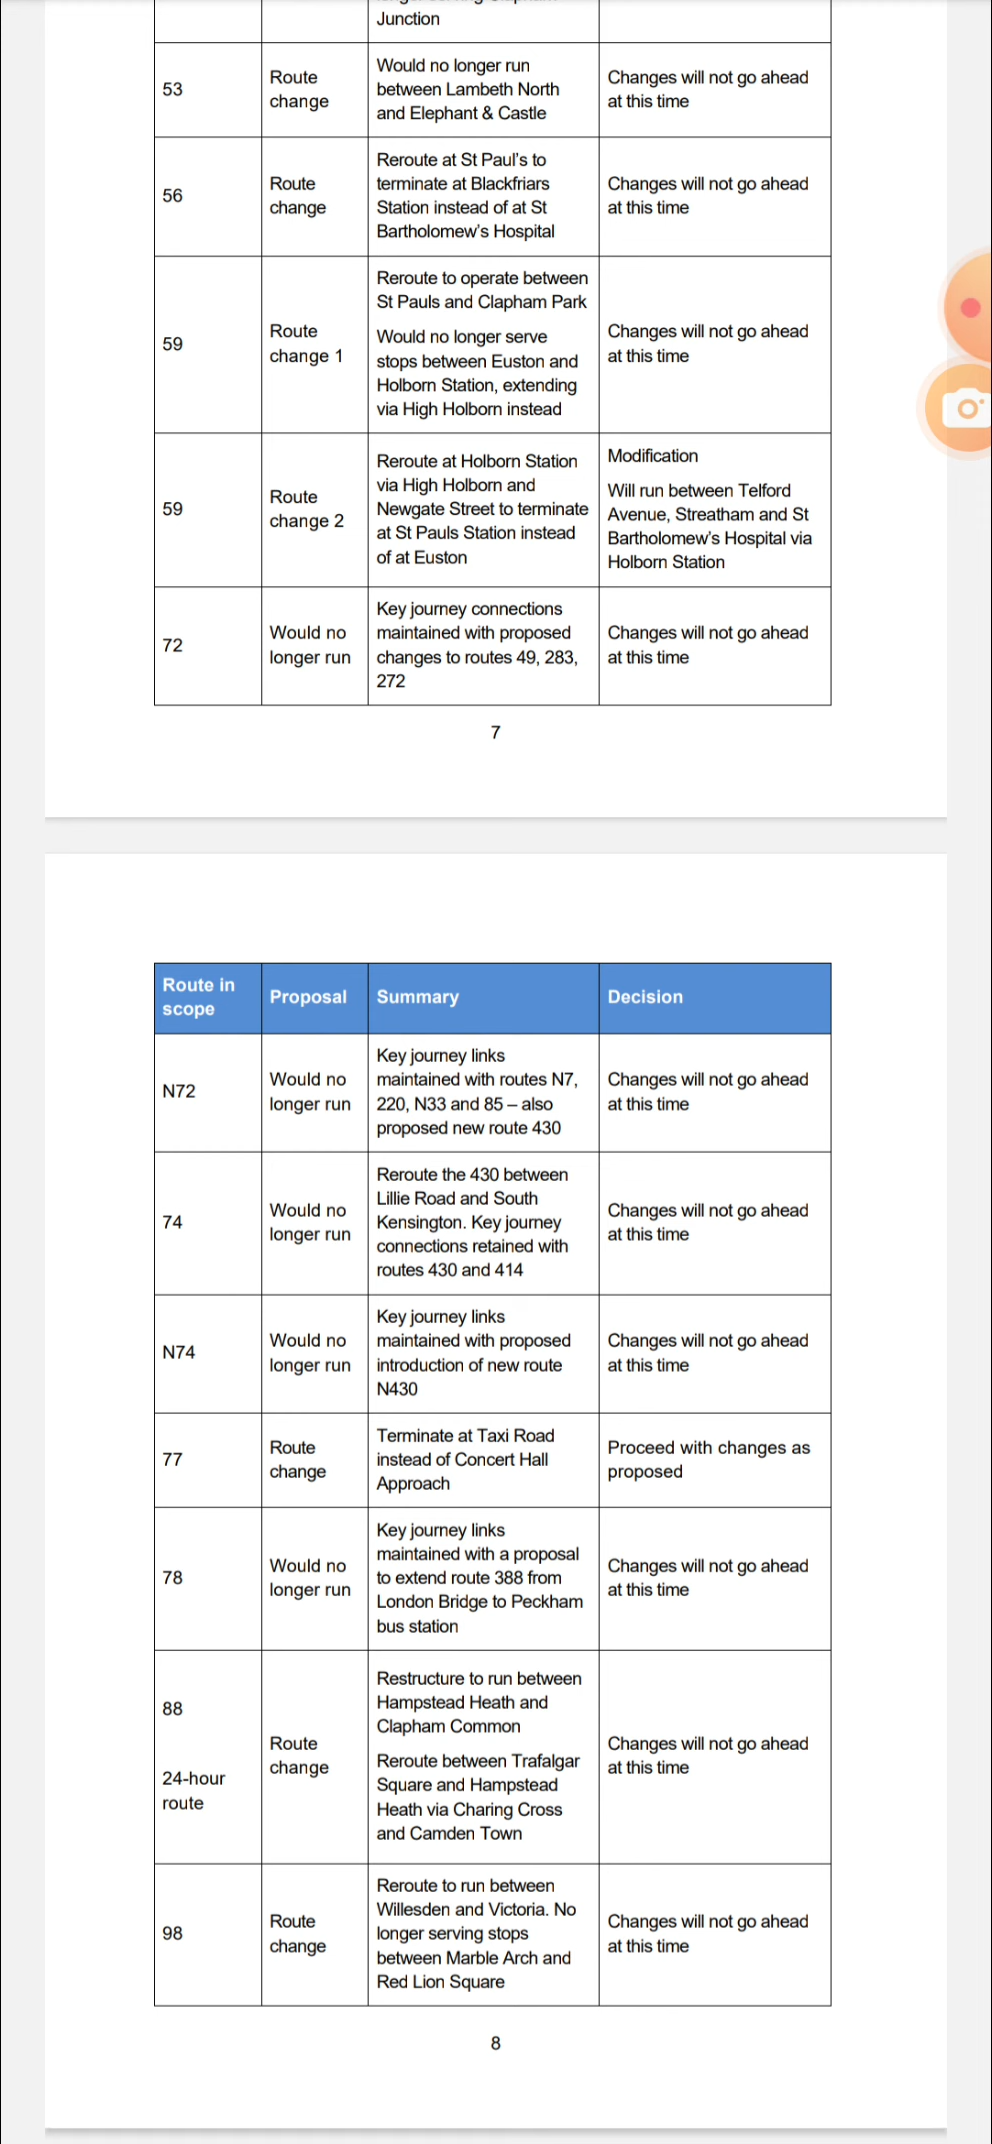 Junction
53
Route
change
Would no longer run
between Lambeth North
and Elephant & Castle
Changes will not go ahead
at this time
56
Route
change
Reroute at St Paul's to
terminate at Blackfriars
Station instead of at St
Bartholomew's Hospital
Changes will not go ahead
at this time
59
Route
change 1
Reroute to operate between
St Pauls and Clapham Park
Would no longer serve
stops between Euston and
Holborn Station, extending
via High Holborn instead
Changes will not go ahead
at this time
59
Route
change 2
Reroute at Holborn Station
via High Holborn and
Newgate Street to terminate
at St Pauls Station instead
of at Euston
Modification
Will run between Telford
Avenue, Streatham and St
Bartholomew's Hospital via
Holborn Station
72
Would no
longer run
Key journey connections
maintained with proposed
changes to routes 49, 283,
272
Changes will not go ahead
at this time
7
Route in
scope
Proposal
Summary
Decision
N72
Would no
longer run
Key journey links
maintained with routes N7,
220, N33 and 85 – also
proposed new route 430
Changes will not go ahead
at this time
74
Would no
longer run
Reroute the 430 between
Lillie Road and South
Kensington. Key journey
connections retained with
routes 430 and 414
Changes will not go ahead
at this time
N74
Would no
longer run
Key journey links
maintained with proposed
introduction of new route
N430
Changes will not go ahead
at this time
77
Route
change
Terminate at Taxi Road
instead of Concert Hall
Approach
Proceed with changes as
proposed
78
Would no
longer run
Key journey links
maintained with a proposal
to extend route 388 from
London Bridge to Peckham
bus station
Changes will not go ahead
at this time
88
24-hour
route
Route
change
Restructure to run between
Hampstead Heath and
Clapham Common
Reroute between Trafalgar
Square and Hampstead
Heath via Charing Cross
and Camden Town
Changes will not go ahead
at this time
98
Route
change
Reroute to run between
Willesden and Victoria. No
longer serving stops
between Marble Arch and
Red Lion Square
Changes will not go ahead
at this time
8